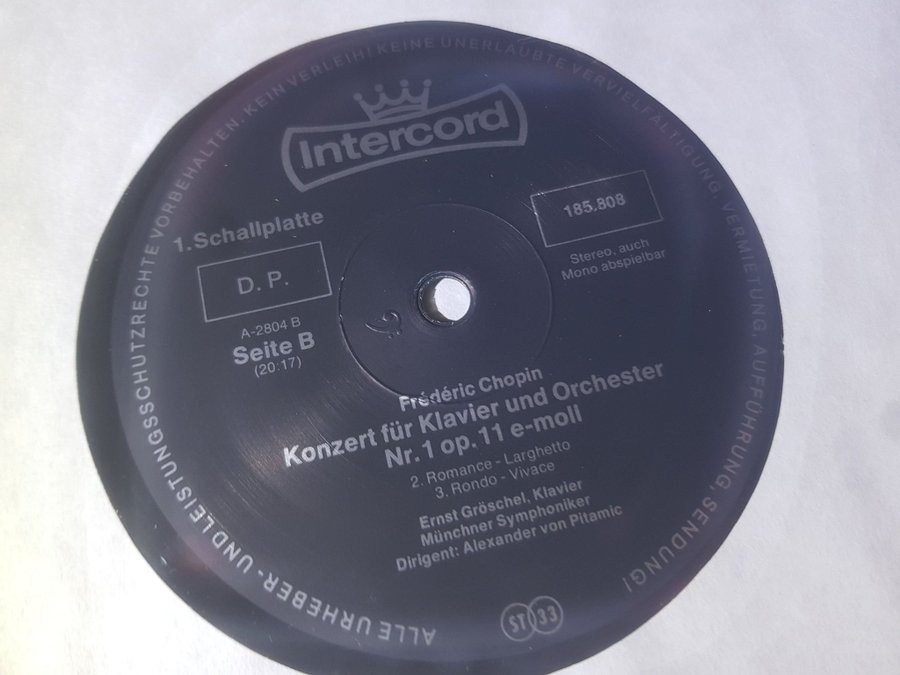 ALLE URHEBER- UND LEISTUNGSSCHUTZRECHTE VORBEHALTEN. KEIN VERLEIH! KEINE UNERLAUBTE VERVIELFÄLTIGUNG, VERMIETUNG, AUFFÜHRUNG, SENDUNG!
Intercord
1. Schallplatte
185.808
D. P.
Stereo, auch
Mono abspielbar
A-2804 B
Seite B
(20:17)
Frédéric Chopin
Konzert für Klavier und Orchester
Nr. 1 op. 11 e-moll
2. Romance - Larghetto
3. Rondo - Vivace
Ernst Gröschel, Klavier
Münchner Symphoniker
Dirigent: Alexander von Pitamic
ST 33